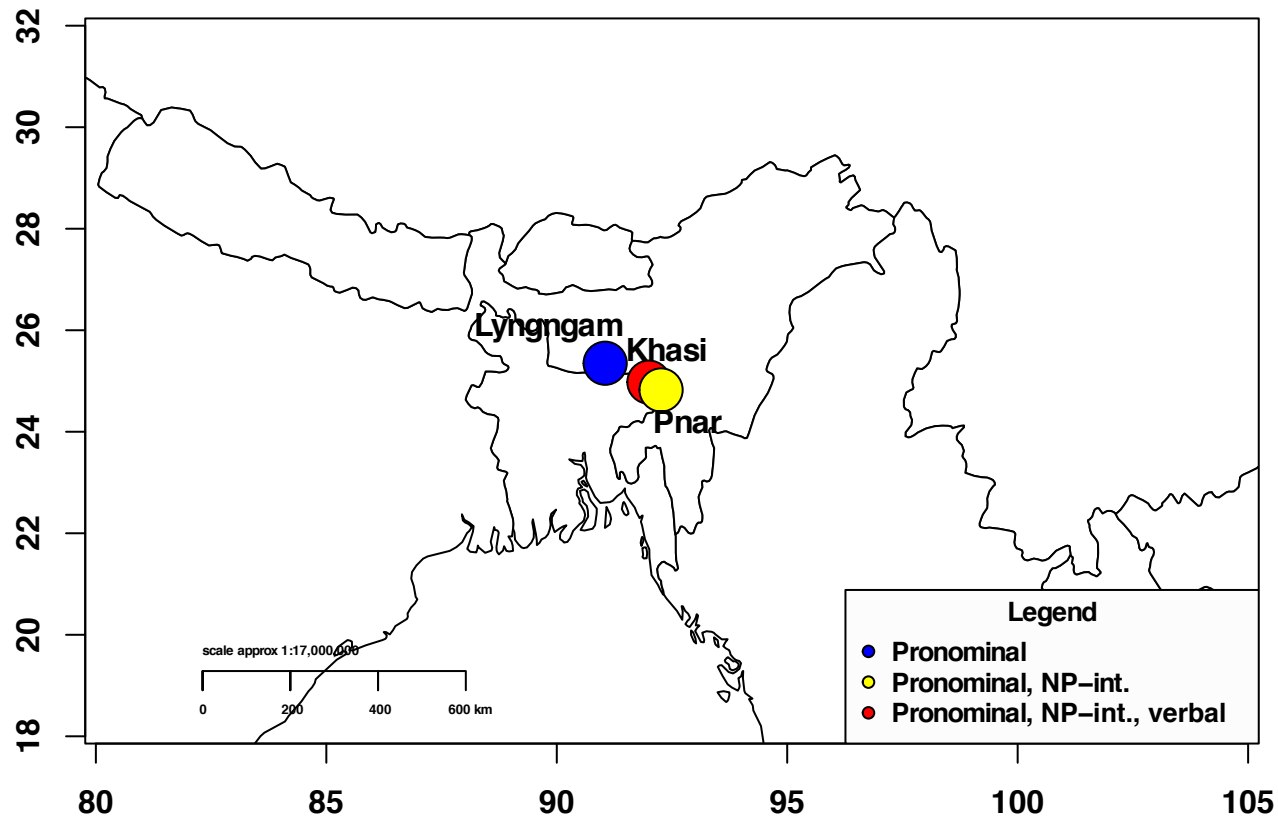 32
30
28
26
24
22
20
18
Lyngngam
Khasi
Pnar
scale approx 1:17,000,000
0 200 400 600 km
Legend
Pronominal
Pronominal, NP−int.
Pronominal, NP−int., verbal
80 85 90 95 100 105